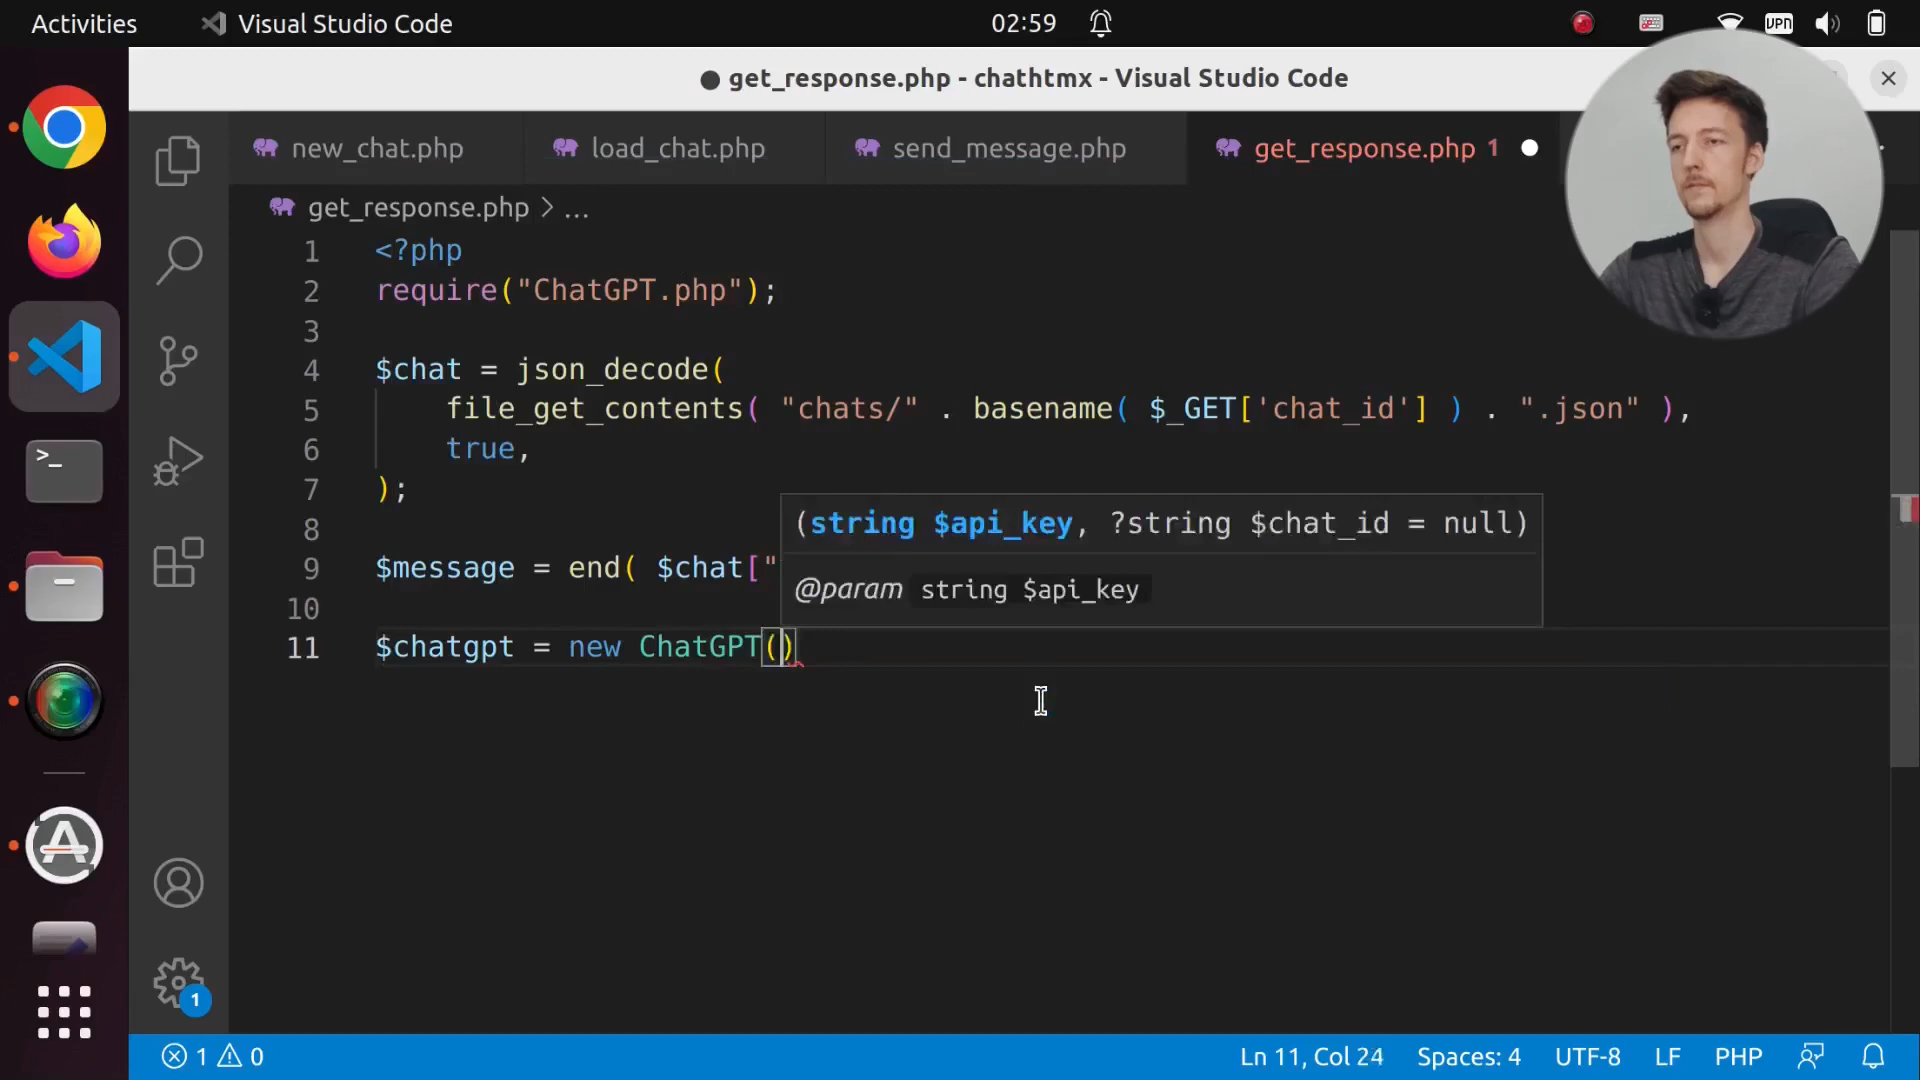 Activities
Visual Studio Code
02:59
VPN
● get_response.php - chathtmx - Visual Studio Code
new_chat.php
load_chat.php
send_message.php
get_response.php 1
get_response.php > ...
1 <?php
2 require("ChatGPT.php");
3
4 $chat = json_decode(
5 file_get_contents( "chats/" . basename( $_GET['chat_id'] ) . ".json" ),
6 true,
7 );
8
9 $message = end( $chat["
10
11 $chatgpt = new ChatGPT()
(string $api_key, ?string $chat_id = null)
@param string $api_key
1
1 0
Ln 11, Col 24
Spaces: 4
UTF-8
LF
PHP